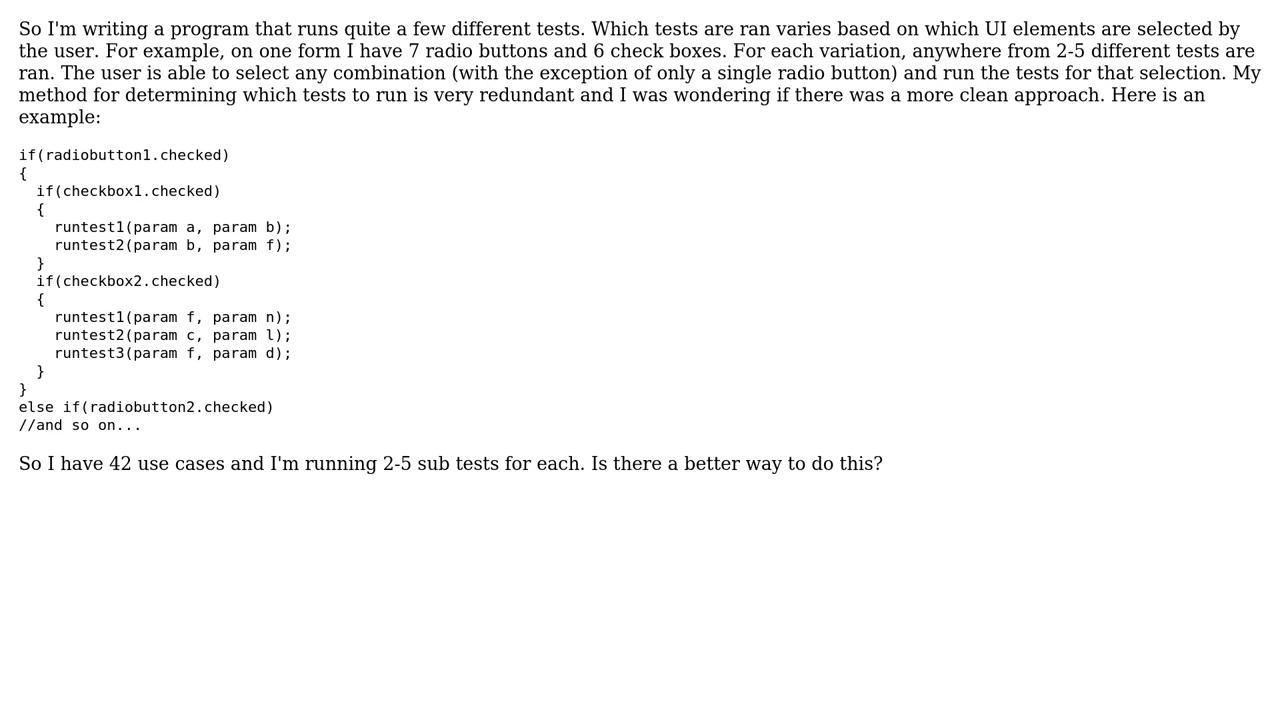 So I'm writing a program that runs quite a few different tests. Which tests are ran varies based on which UI elements are selected by
the user. For example, on one form I have 7 radio buttons and 6 check boxes. For each variation, anywhere from 2-5 different tests are
ran. The user is able to select any combination (with the exception of only a single radio button) and run the tests for that selection. My
method for determining which tests to run is very redundant and I was wondering if there was a more clean approach. Here is an
example:
if(radiobutton1.checked)
{
  if(checkbox1.checked)
  {
    runtest1(param a, param b);
    runtest2(param b, param f);
  }
  if(checkbox2.checked)
  {
    runtest1(param f, param n);
    runtest2(param c, param l);
    runtest3(param f, param d);
  }
}
else if(radiobutton2.checked)
//and so on...
So I have 42 use cases and I'm running 2-5 sub tests for each. Is there a better way to do this?